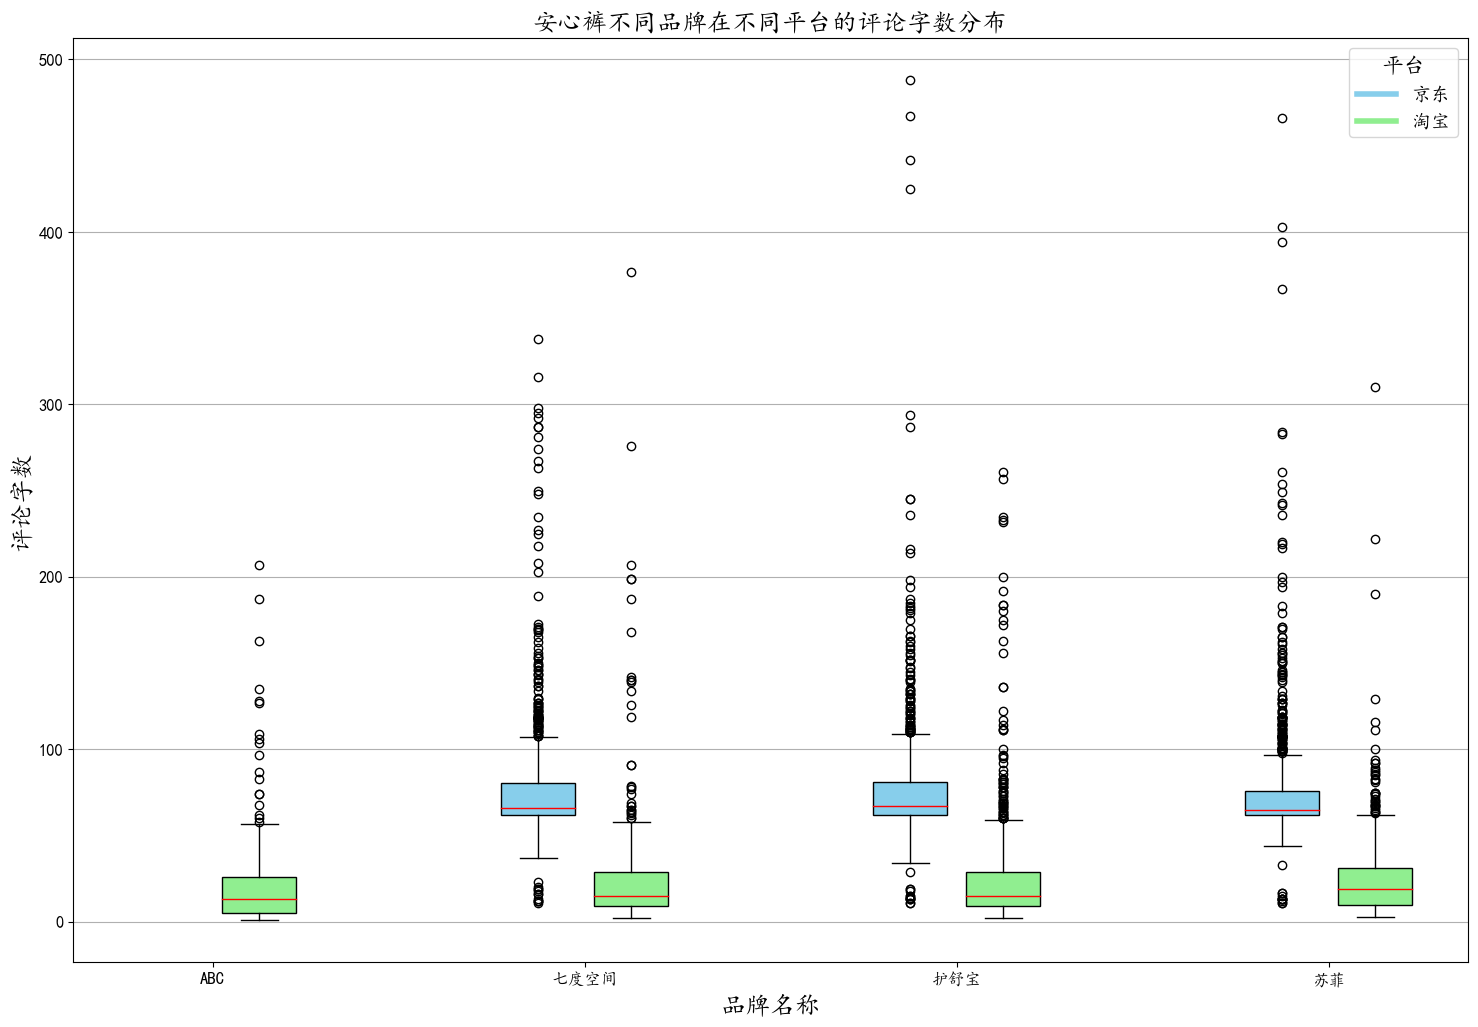 安心裤不同品牌在不同平台的评论字数分布
平台
京东
淘宝
评论字数
500
400
300
200
100
0
ABC
七度空间
护舒宝
苏菲
品牌名称